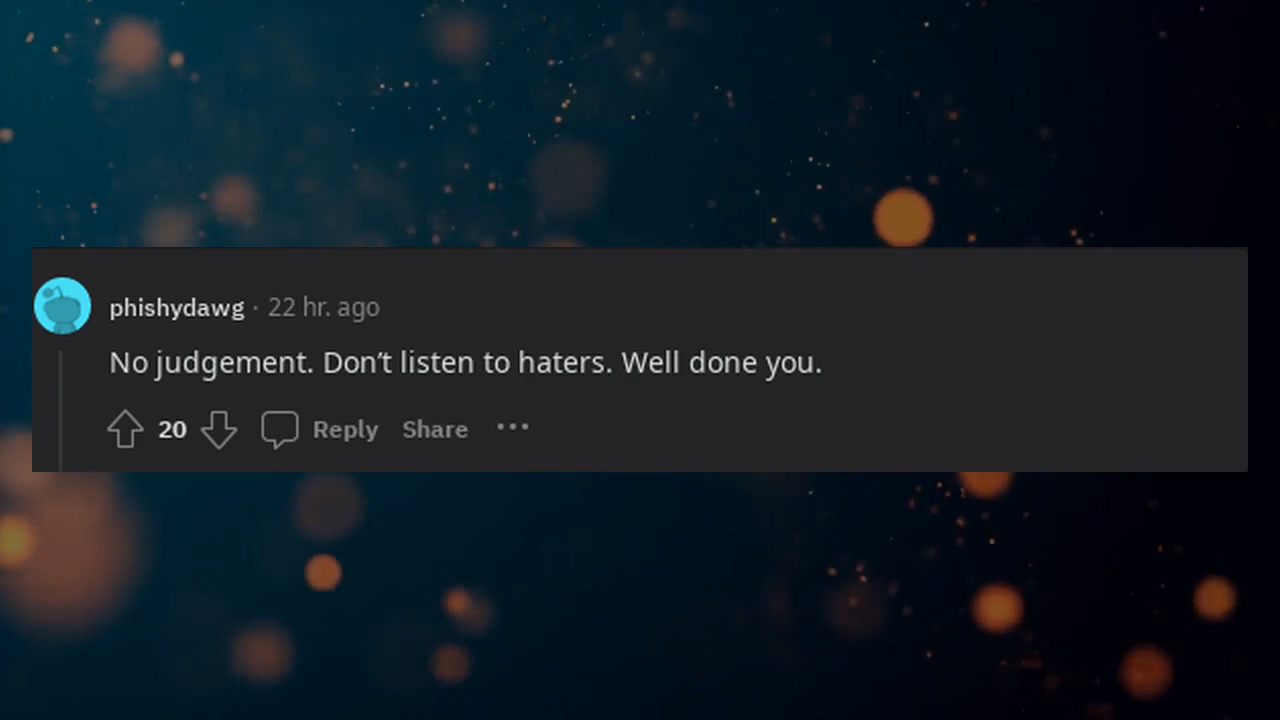 phishydawg · 22 hr. ago
No judgement. Don’t listen to haters. Well done you.
20 Reply Share •••